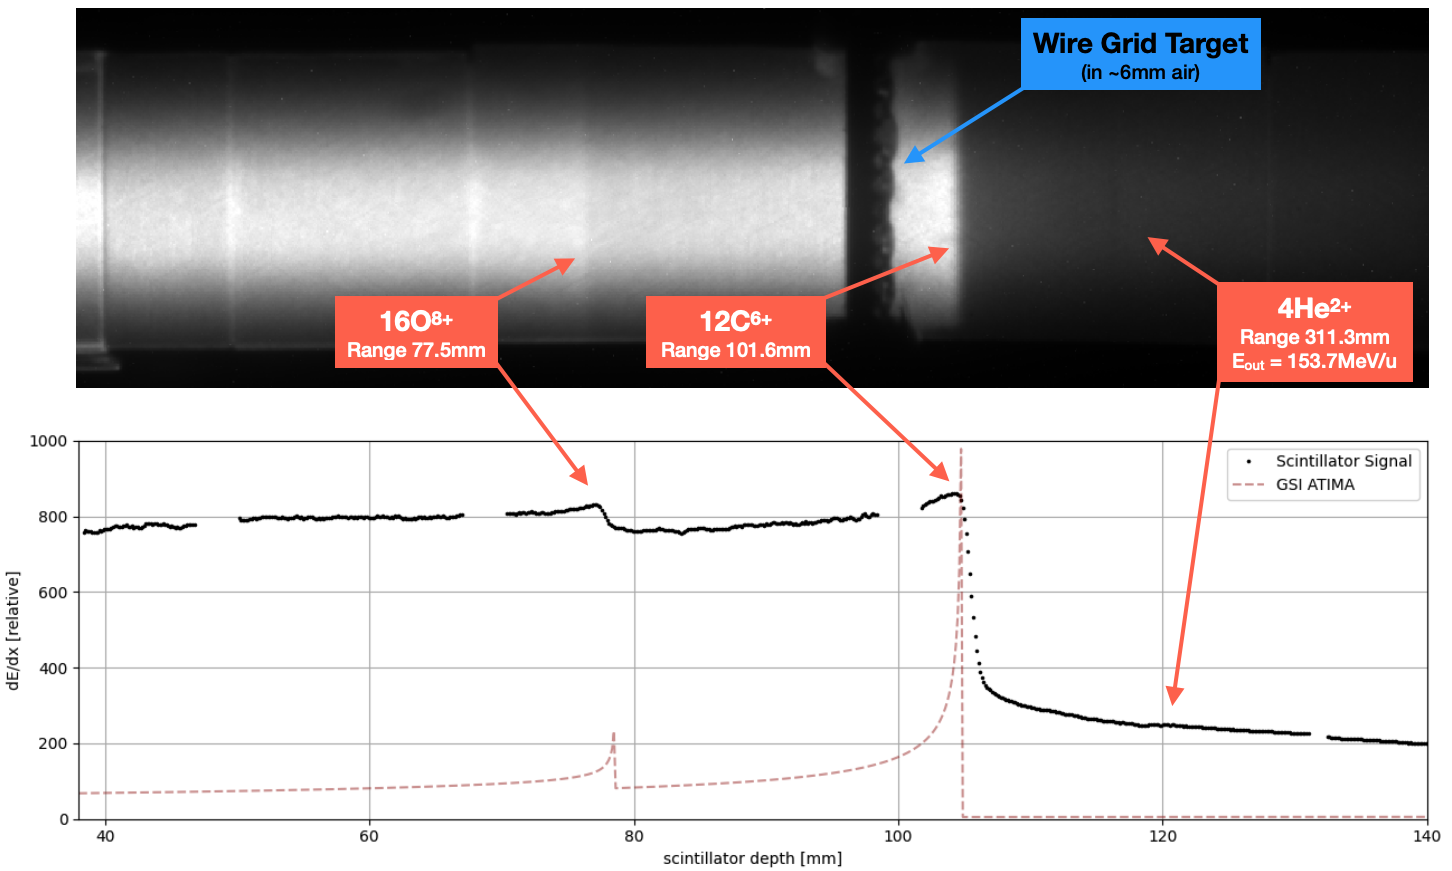 Wire Grid Target
(in ~6mm air)
16O8+
Range 77.5mm
12C6+
Range 101.6mm
4He2+
Range 311.3mm
Eout = 153.7MeV/u
1000
800
600
400
200
0
dE/dx [relative]
Scintillator Signal
GSI ATIMA
40
60
80
100
120
140
scintillator depth [mm]